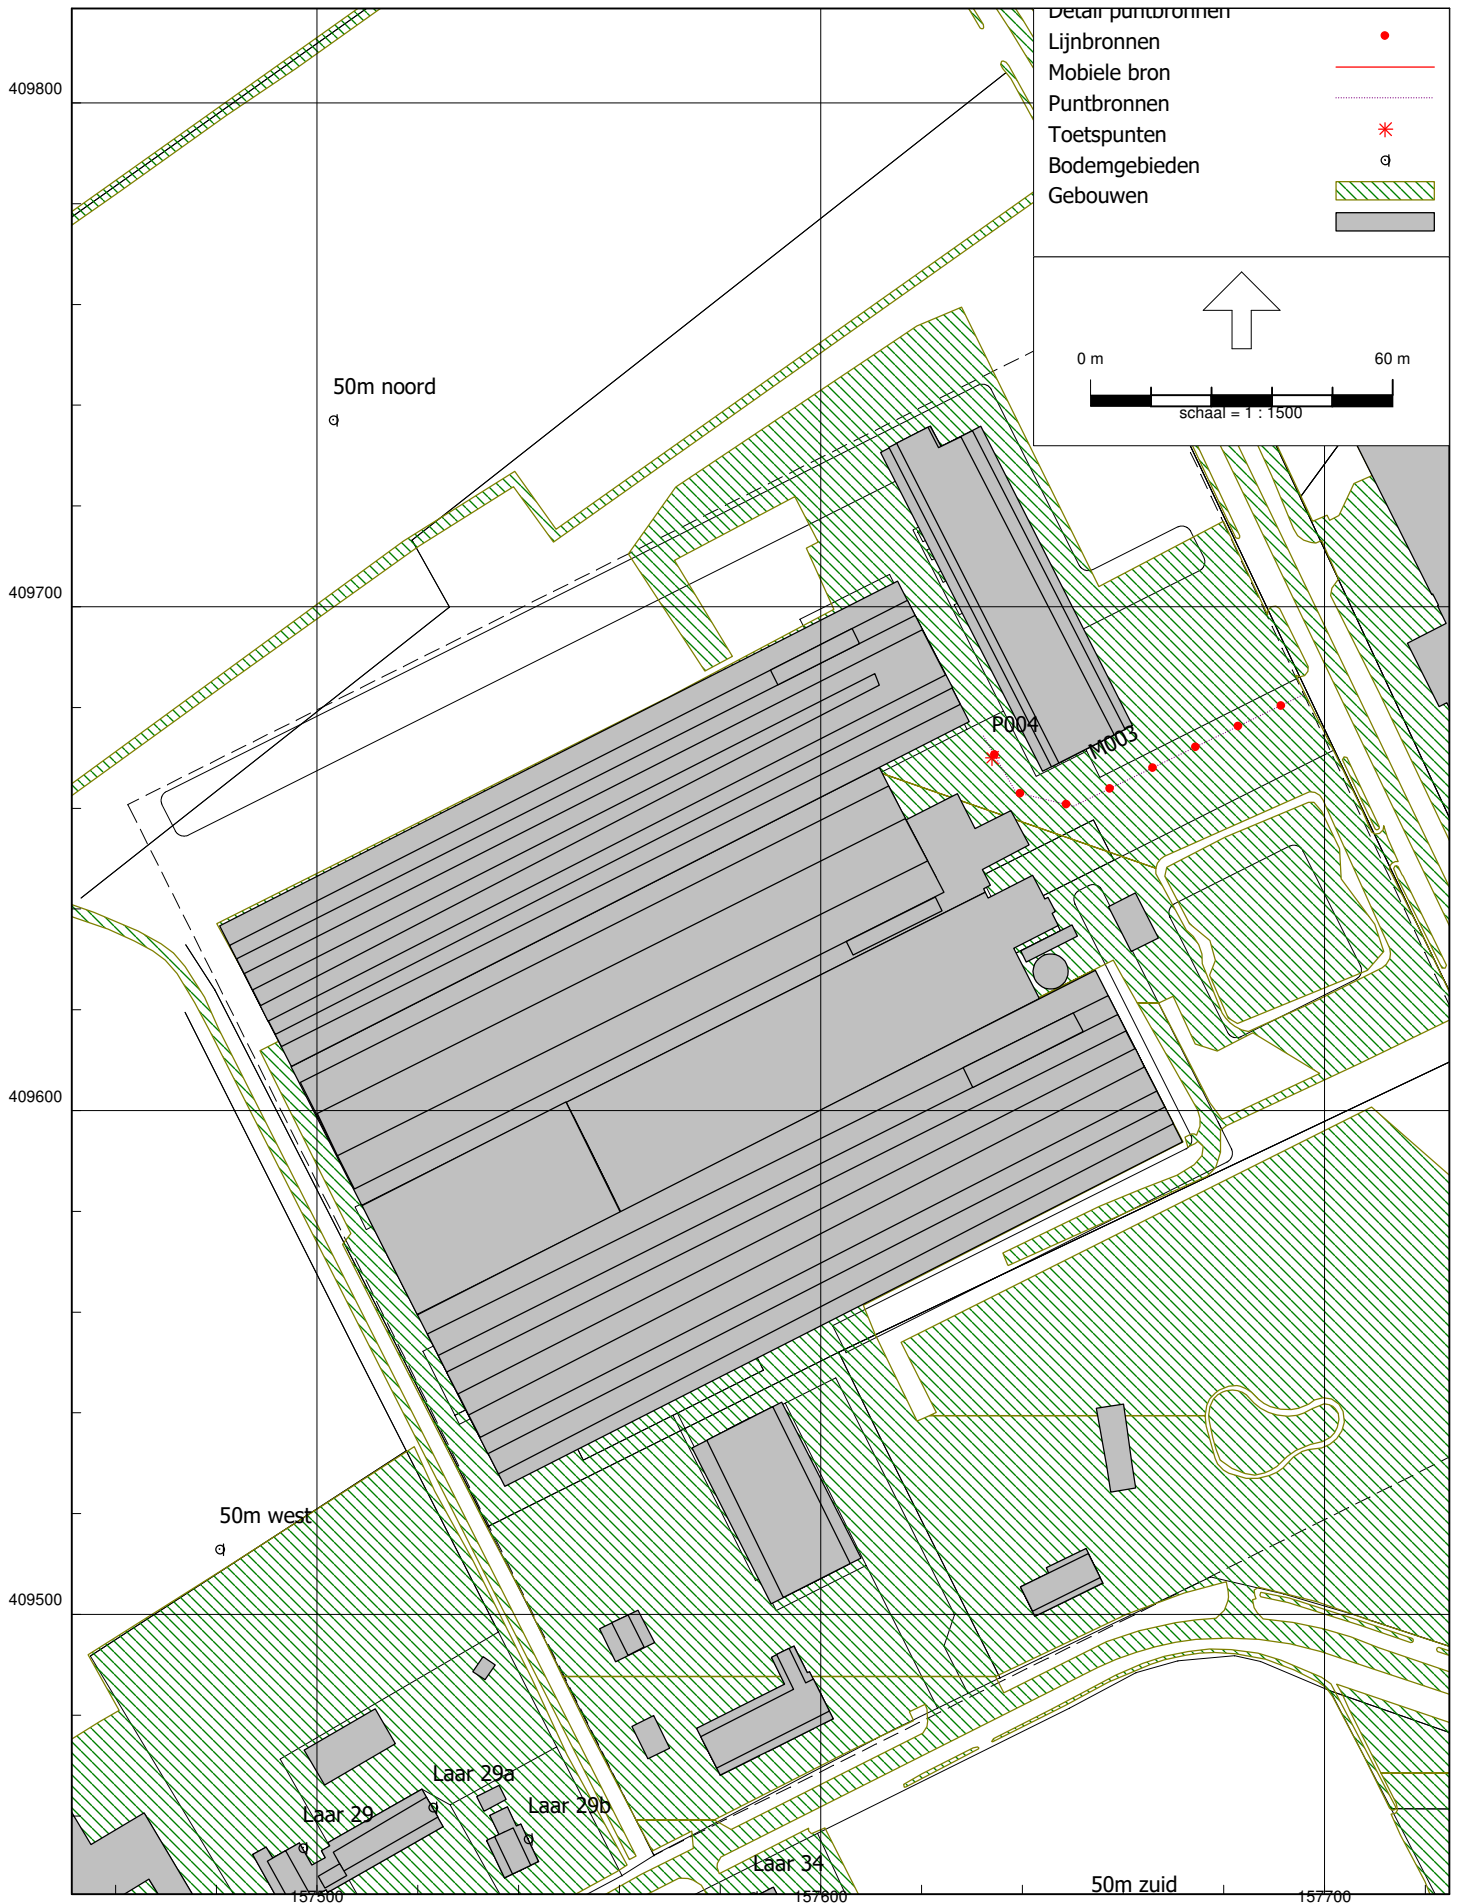 Detail puntbronnen
Lijnbronnen
Mobiele bron
Puntbronnen
Toetspunten
Bodemgebieden
Gebouwen
0 m 60 m
schaal = 1 : 1500
409800
50m noord
409700
P004
M003
409600
50m west
409500
Laar 29a
Laar 29
Laar 29b
Laar 34
50m zuid
157500 157600 157700